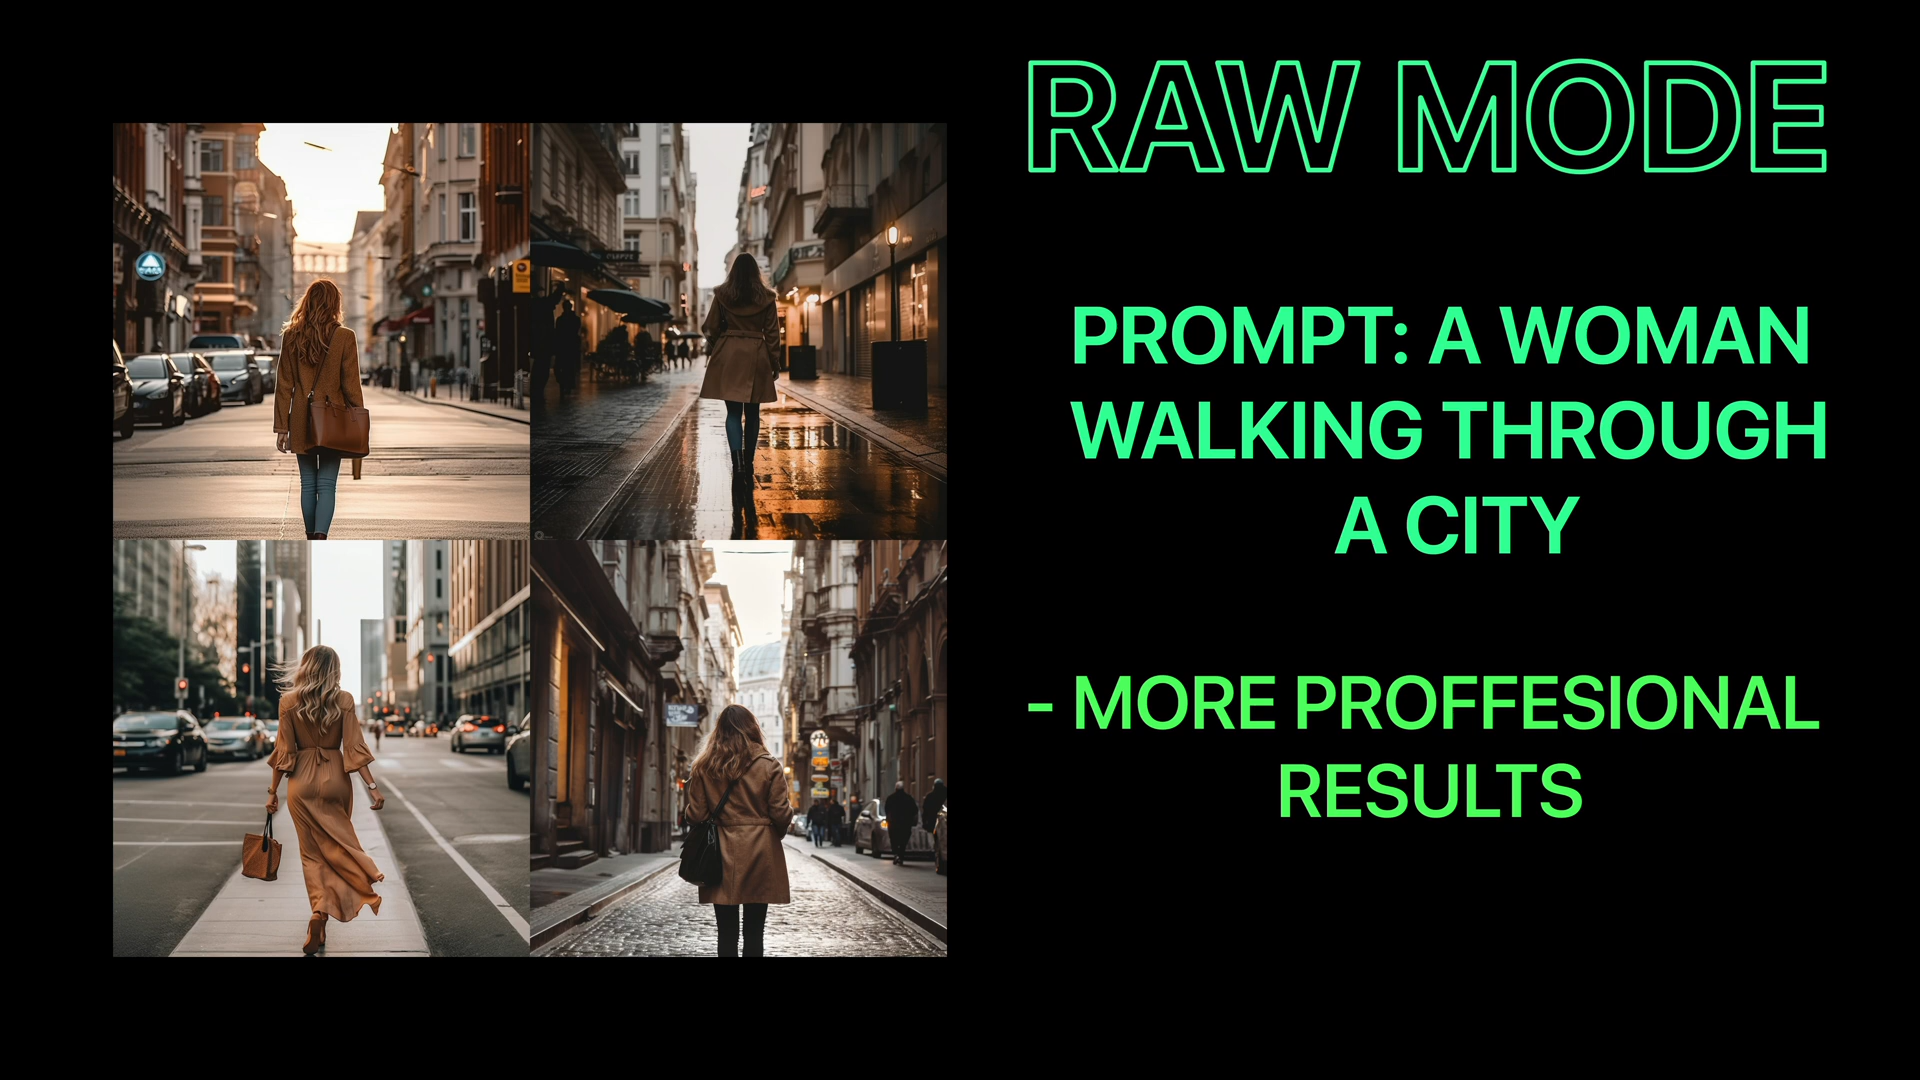 RAW MODE
PROMPT: A WOMAN
WALKING THROUGH
A CITY
- MORE PROFFESIONAL
RESULTS